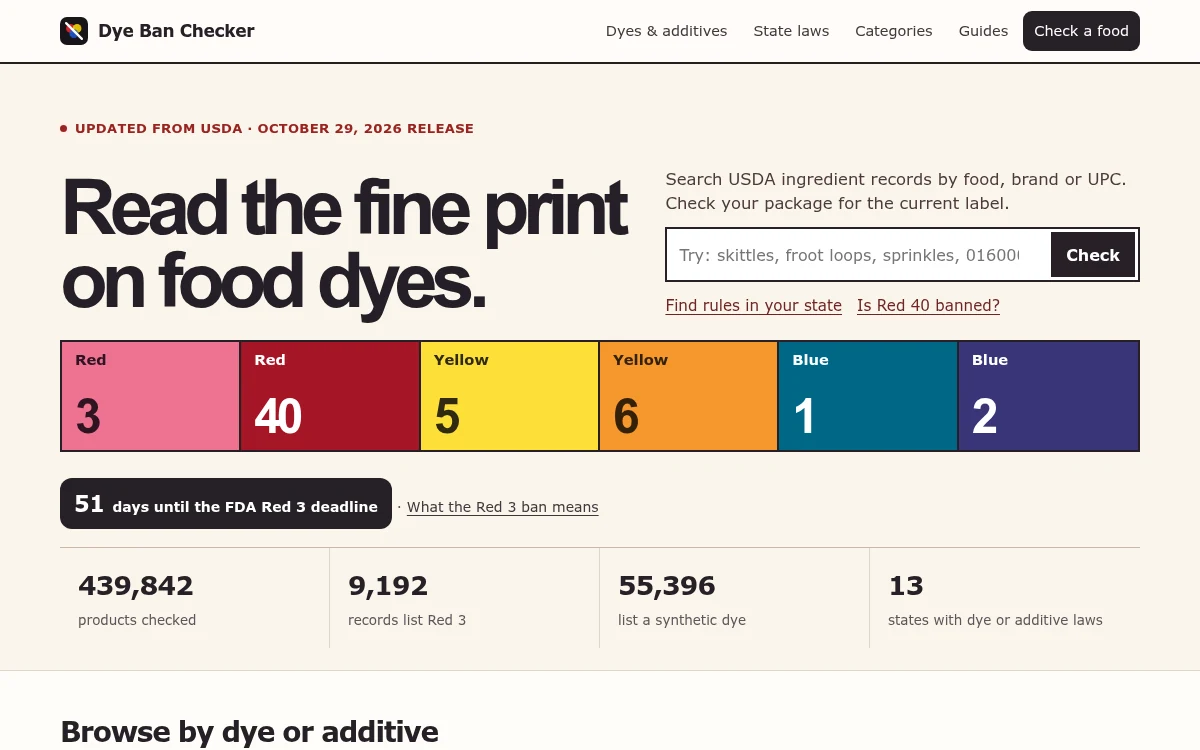 Dye Ban Checker
Dyes & additives
State laws
Categories
Guides
Check a food
UPDATED FROM USDA · OCTOBER 29, 2026 RELEASE
Read the fine print
on food dyes.
Search USDA ingredient records by food, brand or UPC.
Check your package for the current label.
Try: skittles, froot loops, sprinkles, 01600
Check
Find rules in your state
Is Red 40 banned?
Red
3
Red
40
Yellow
5
Yellow
6
Blue
1
Blue
2
51 days until the FDA Red 3 deadline
· What the Red 3 ban means
439,842
products checked
9,192
records list Red 3
55,396
list a synthetic dye
13
states with dye or additive laws
Browse by dye or additive